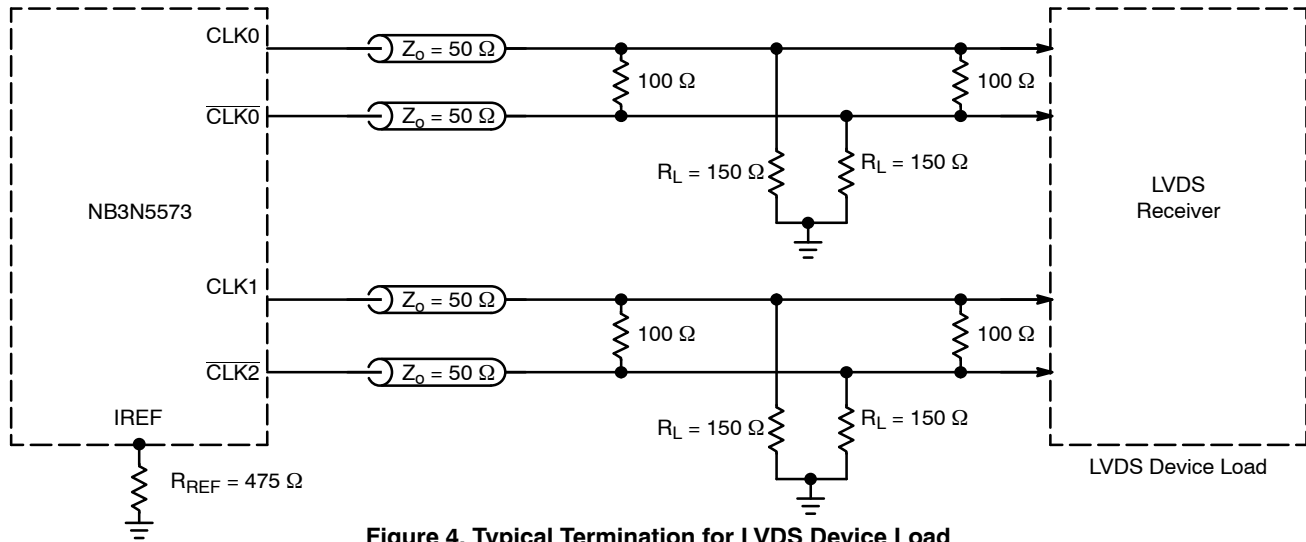 CLK0
Z₀ = 50 Ω
100 Ω
100 Ω
C̅L̅K̅0̅
Z₀ = 50 Ω
R_L = 150 Ω
R_L = 150 Ω
NB3N5573
LVDS
Receiver
CLK1
Z₀ = 50 Ω
100 Ω
100 Ω
C̅L̅K̅2̅
Z₀ = 50 Ω
IREF
R_L = 150 Ω
R_L = 150 Ω
LVDS Device Load
R_REF = 475 Ω
Figure 4. Typical Termination for LVDS Device Load